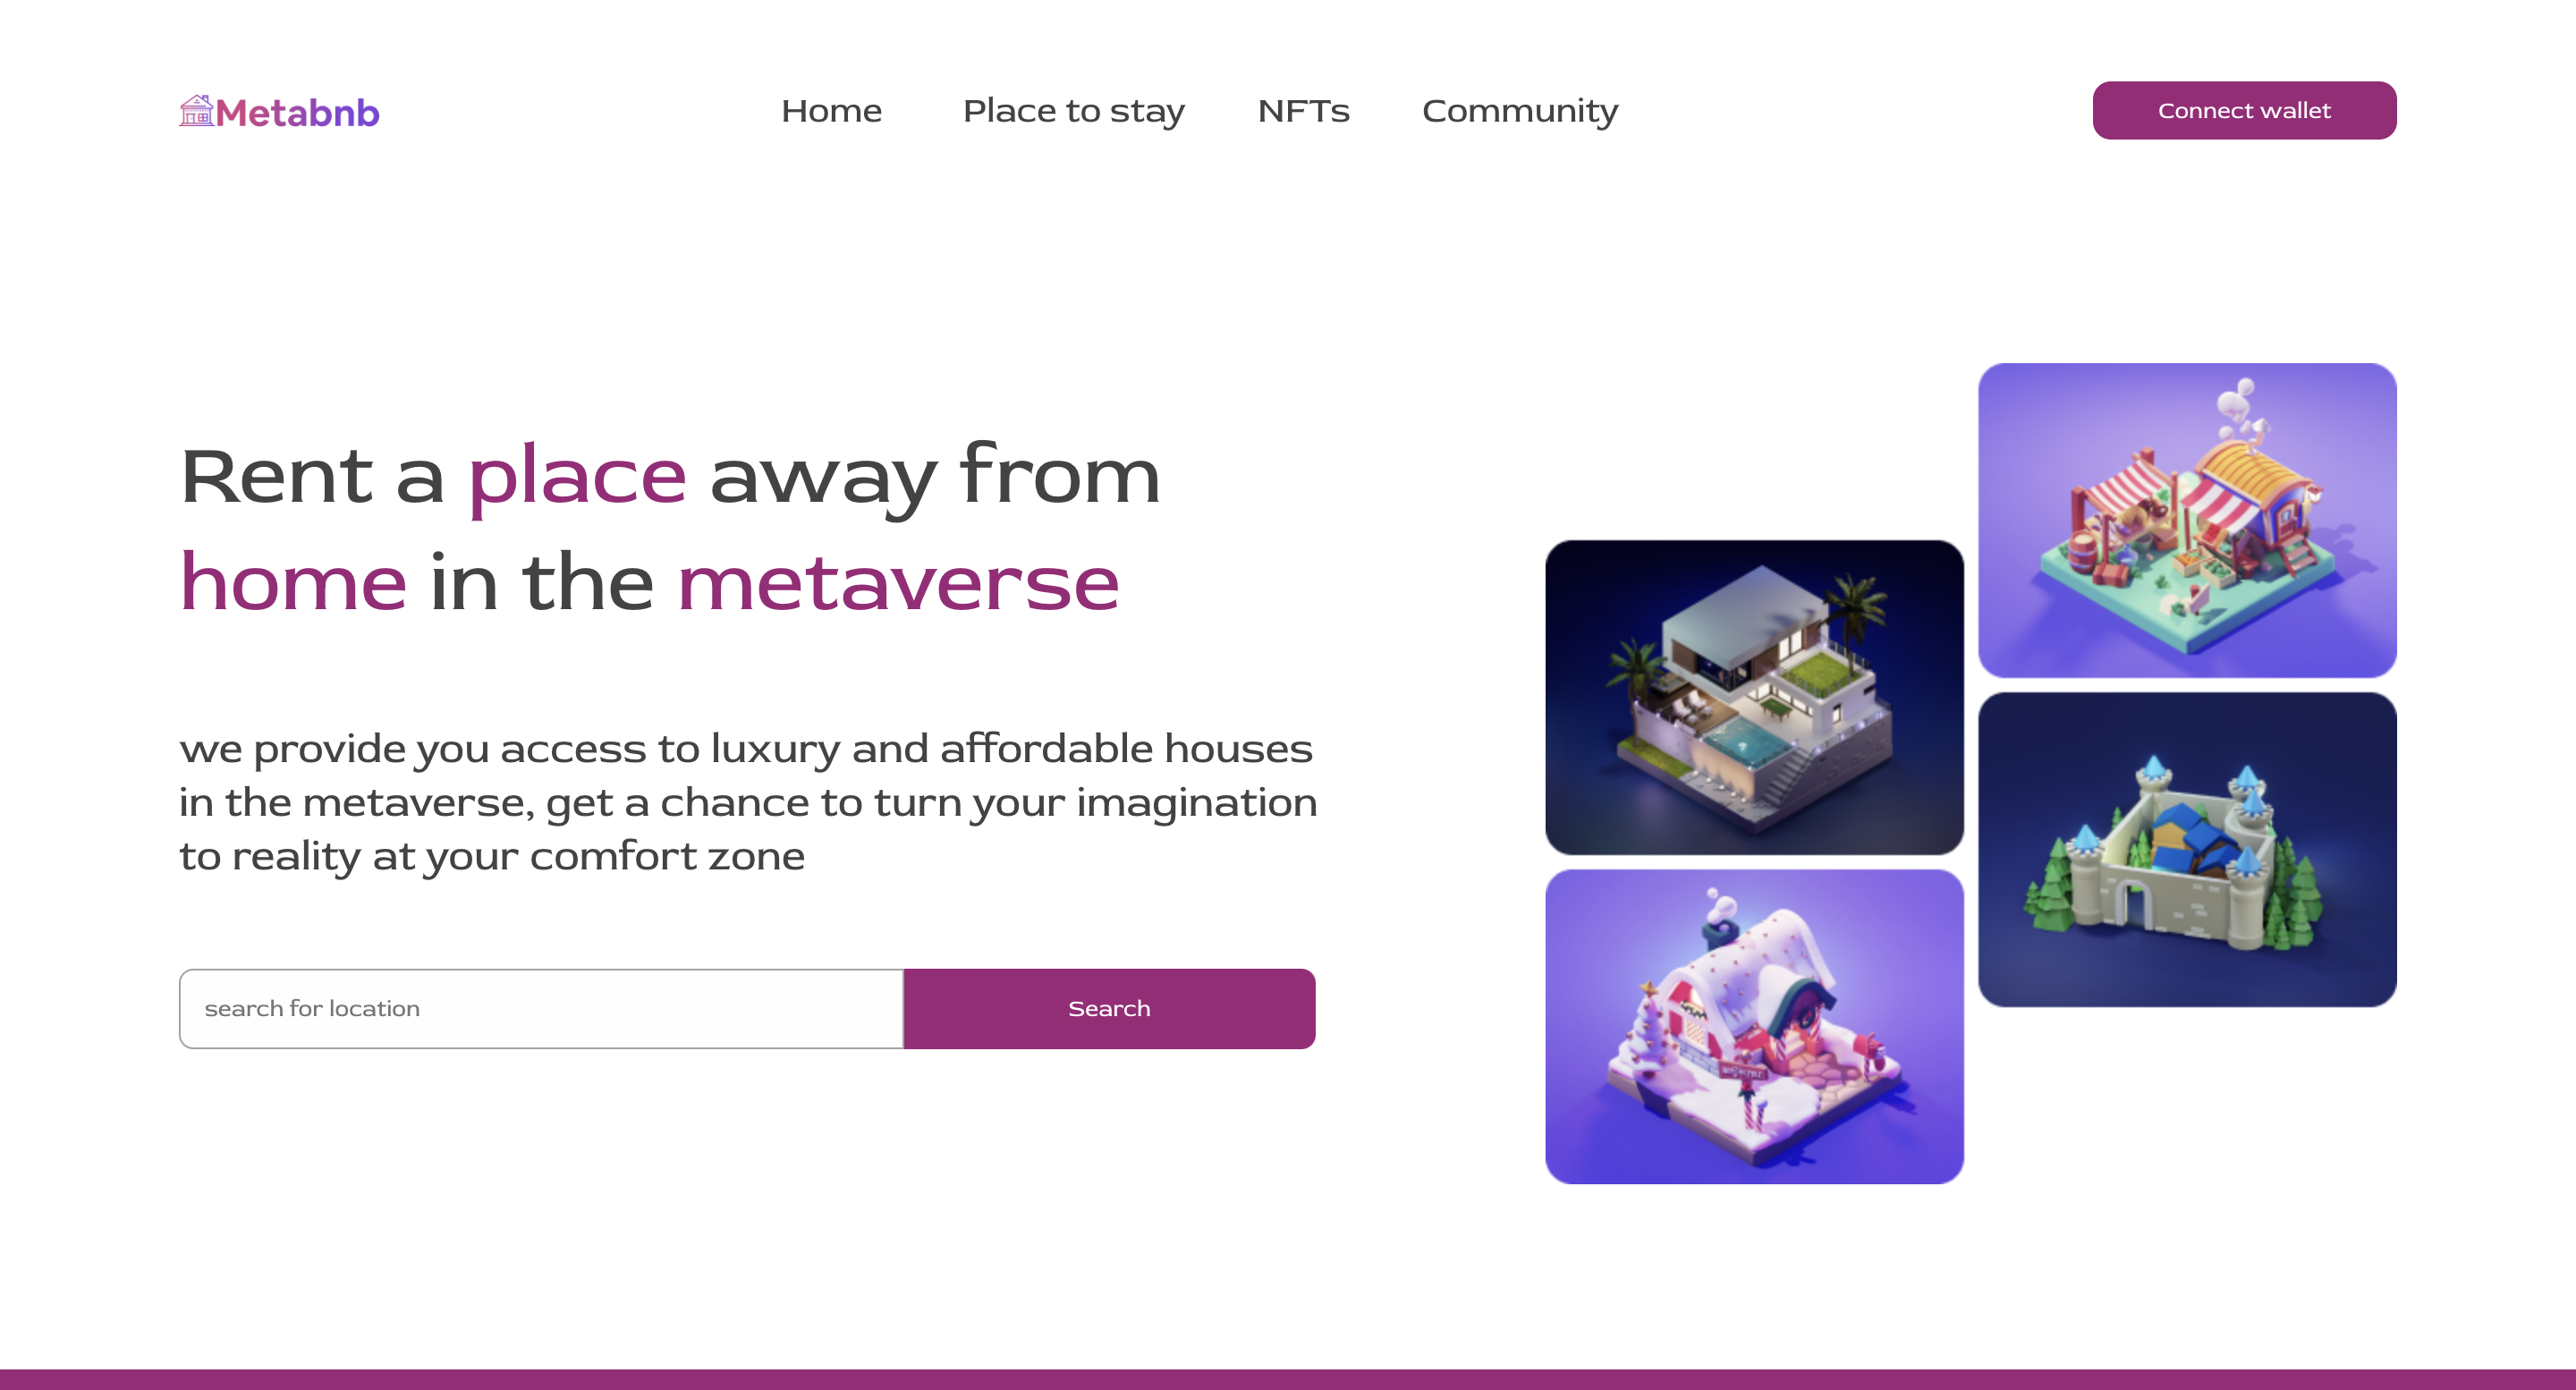 Metabnb
Home Place to stay NFTs Community
Connect wallet
Rent a place away from
home in the metaverse
we provide you access to luxury and affordable houses
in the metaverse, get a chance to turn your imagination
to reality at your comfort zone
search for location
Search